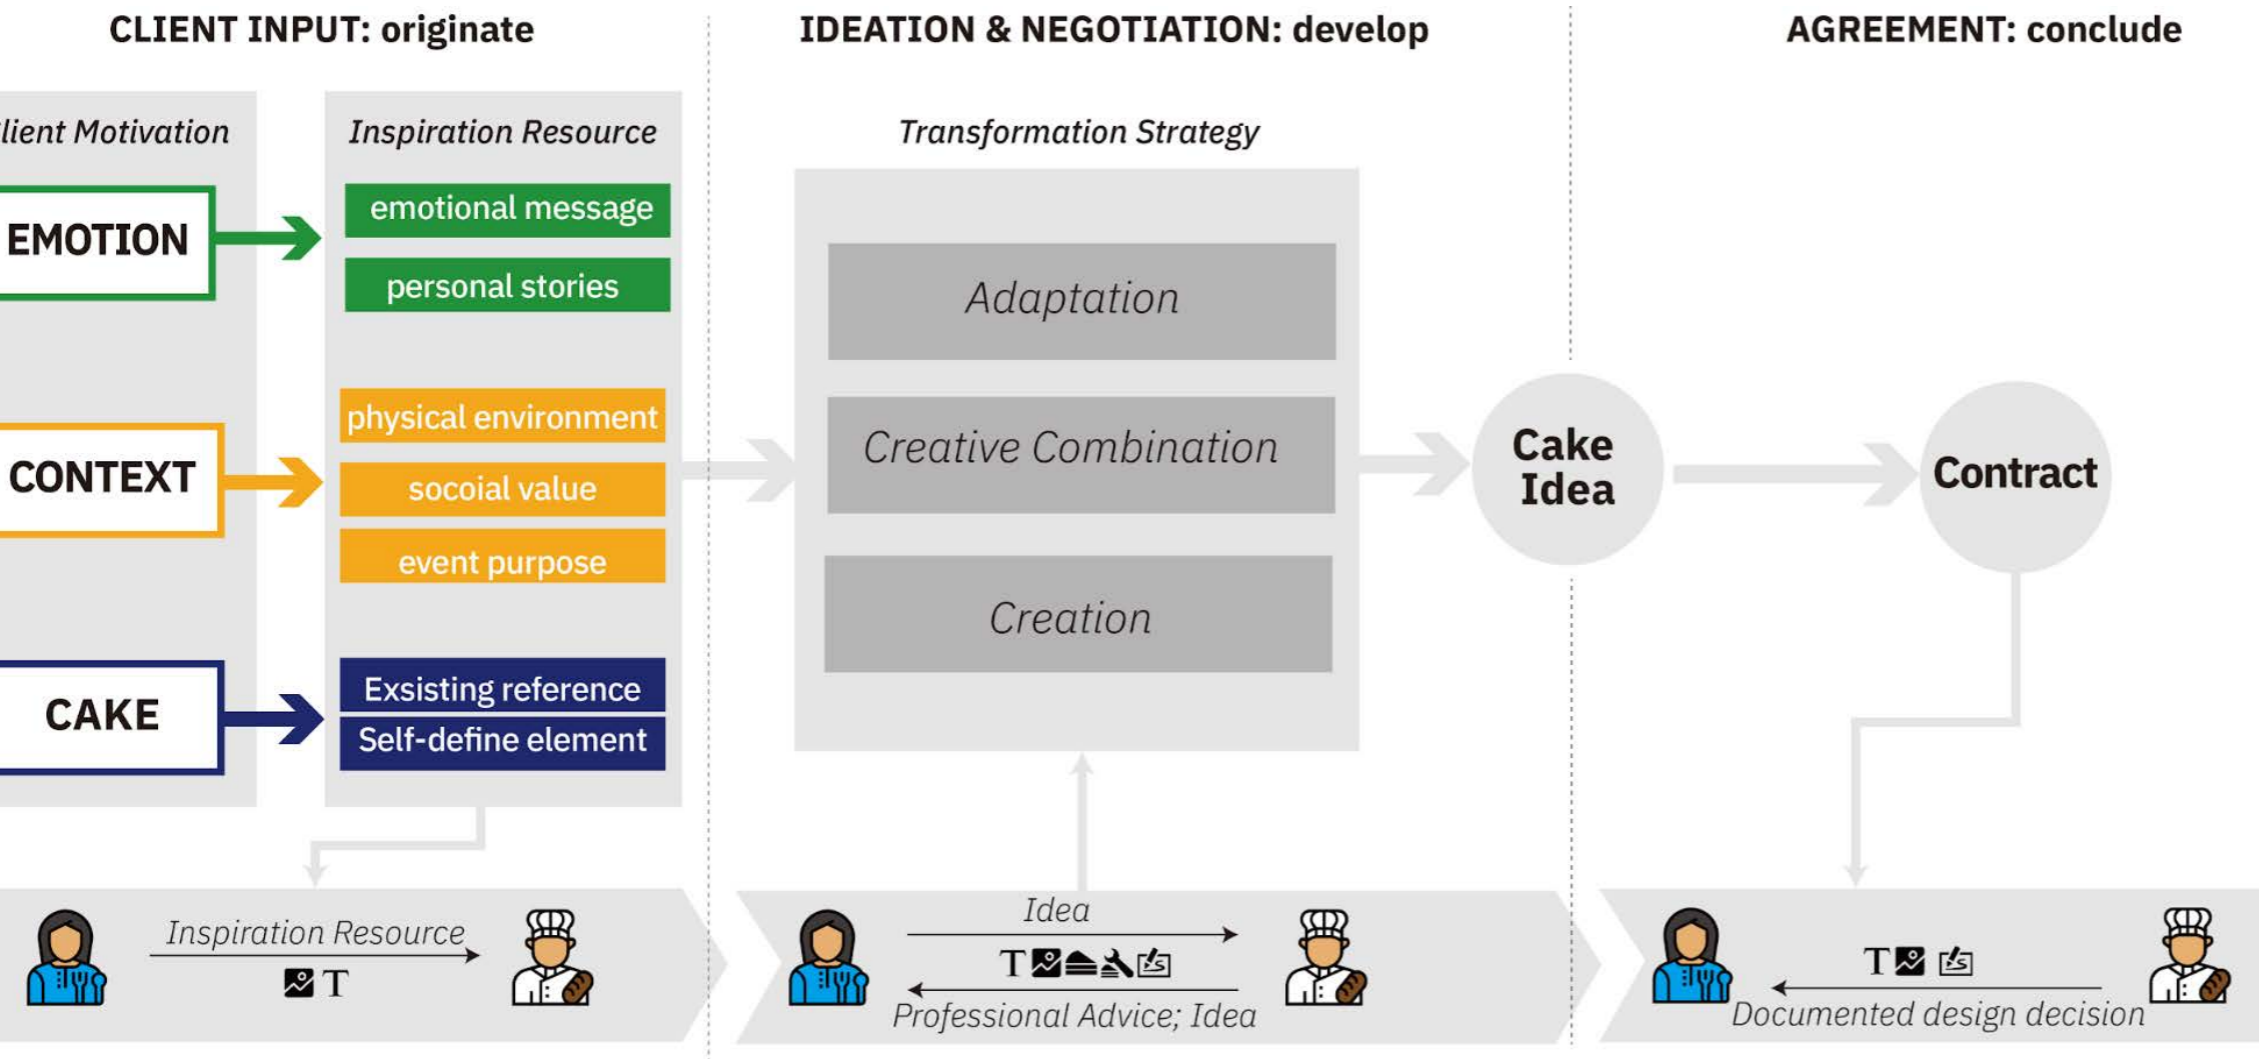 CLIENT INPUT: originate
IDEATION & NEGOTIATION: develop
AGREEMENT: conclude
lient Motivation
Inspiration Resource
Transformation Strategy
EMOTION
emotional message
personal stories
CONTEXT
physical environment
socoial value
event purpose
CAKE
Exsisting reference
Self-define element
Adaptation
Creative Combination
Creation
Cake
Idea
Contract
Inspiration Resource
T
Idea
T
Professional Advice; Idea
T
Documented design decision